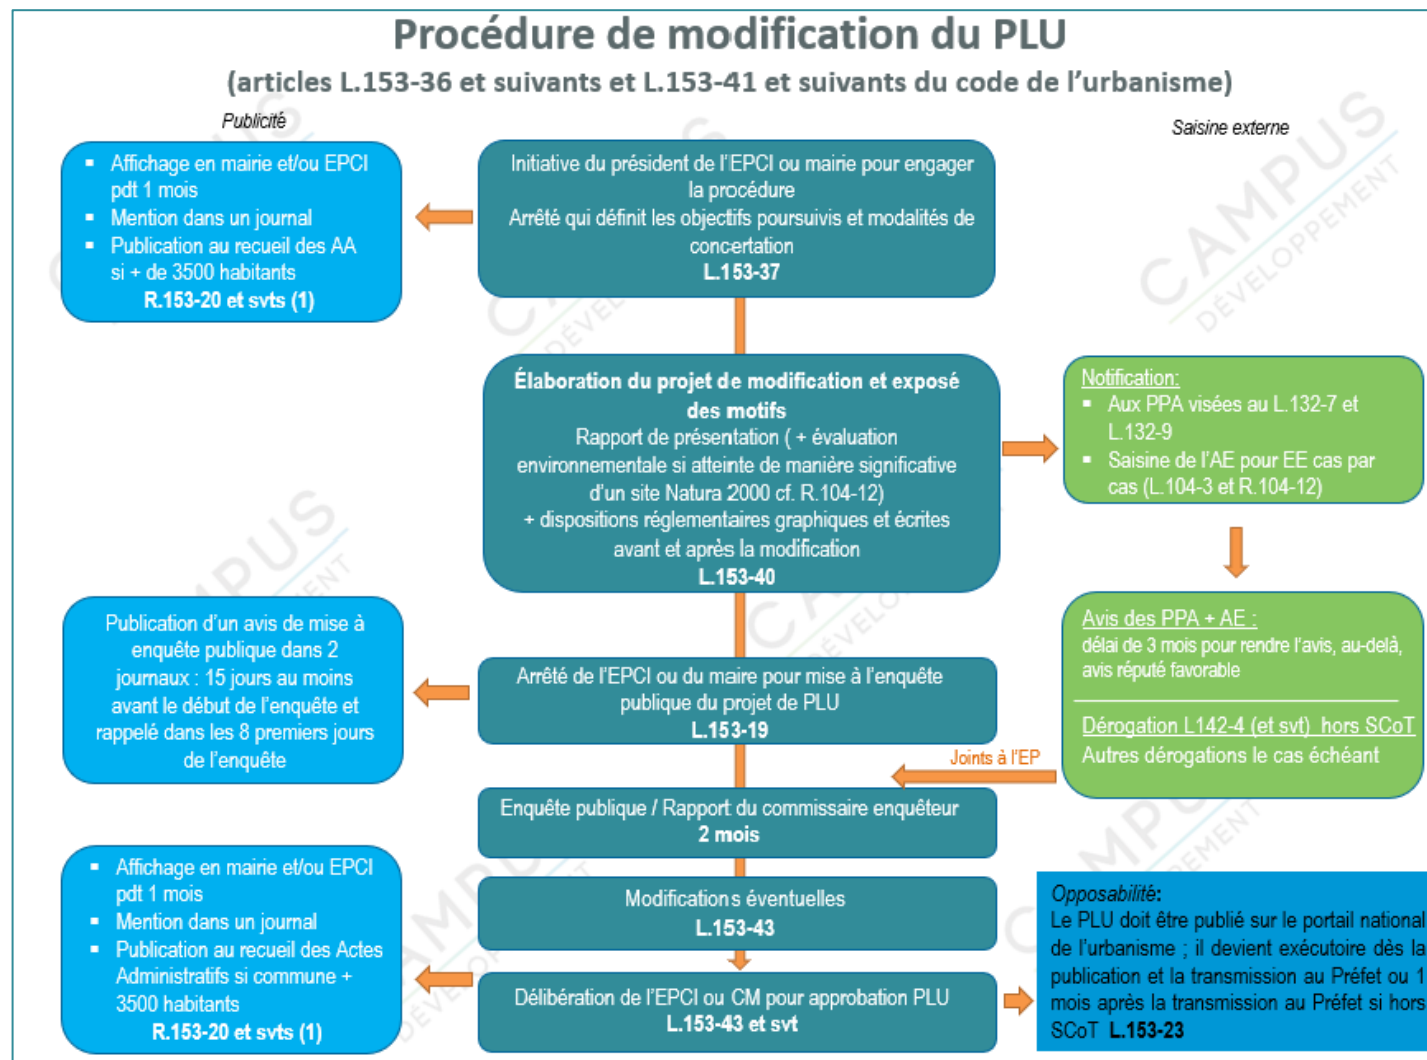 Procédure de modification du PLU
(articles L.153-36 et suivants et L.153-41 et suivants du code de l'urbanisme)
Publicité
Saisine externe
▪ Affichage en mairie et/ou EPCI
pdt 1 mois
▪ Mention dans un journal
▪ Publication au recueil des AA
si + de 3500 habitants
R.153-20 et svts (1)
Initiative du président de l'EPCI ou mairie pour engager
la procédure
Arrêté qui définit les objectifs poursuivis et modalités de
concertation
L.153-37
Élaboration du projet de modification et exposé
des motifs
Rapport de présentation ( + évaluation
environnementale si atteinte de manière significative
d'un site Natura 2000 cf. R.104-12)
+ dispositions réglementaires graphiques et écrites
avant et après la modification
L.153-40
Notification:
▪ Aux PPA visées au L.132-7 et
L.132-9
▪ Saisine de l'AE pour EE cas par
cas (L.104-3 et R.104-12)
Avis des PPA + AE :
délai de 3 mois pour rendre l'avis, au-delà,
avis réputé favorable
Dérogation L142-4 (et svt) hors SCoT
Autres dérogations le cas échéant
Publication d'un avis de mise à
enquête publique dans 2
journaux : 15 jours au moins
avant le début de l'enquête et
rappelé dans les 8 premiers jours
de l'enquête
Arrêté de l'EPCI ou du maire pour mise à l'enquête
publique du projet de PLU
L.153-19
Joints à l'EP
Enquête publique / Rapport du commissaire enquêteur
2 mois
Modifications éventuelles
L.153-43
▪ Affichage en mairie et/ou EPCI
pdt 1 mois
▪ Mention dans un journal
▪ Publication au recueil des Actes
Administratifs si commune +
3500 habitants
R.153-20 et svts (1)
Délibération de l'EPCI ou CM pour approbation PLU
L.153-43 et svt
Opposabilité:
Le PLU doit être publié sur le portail national
de l'urbanisme ; il devient exécutoire dès la
publication et la transmission au Préfet ou 1
mois après la transmission au Préfet si hors
SCoT L.153-23
CAMPUS
DÉVELOPPEMENT